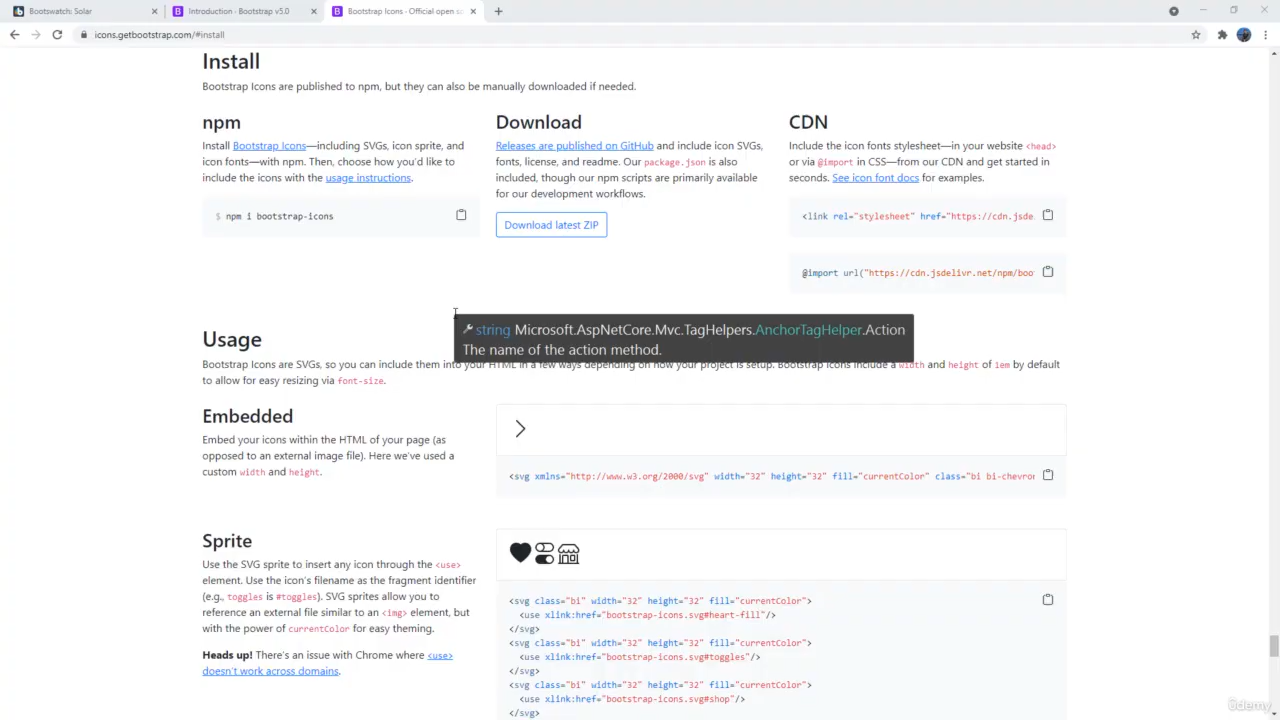 Bootswatch: Solar
Introduction · Bootstrap v5.0
Bootstrap Icons · Official open so
icons.getbootstrap.com/#install
Install
Bootstrap Icons are published to npm, but they can also be manually downloaded if needed.
npm
Install Bootstrap Icons—including SVGs, icon sprite, and
icon fonts—with npm. Then, choose how you'd like to
include the icons with the usage instructions.
$ npm i bootstrap-icons
Download
Releases are published on GitHub and include icon SVGs,
fonts, license, and readme. Our package.json is also
included, though our npm scripts are primarily available
for our development workflows.
Download latest ZIP
CDN
Include the icon fonts stylesheet—in your website <head>
or via @import in CSS—from our CDN and get started in
seconds. See icon font docs for examples.
<link rel="stylesheet" href="https://cdn.jsde
@import url("https://cdn.jsdelivr.net/npm/boo
string Microsoft.AspNetCore.Mvc.TagHelpers.AnchorTagHelper.Action
The name of the action method.
Usage
Bootstrap Icons are SVGs, so you can include them into your HTML in a few ways depending on how your project is setup. Bootstrap Icons include a width and height of 1em by default
to allow for easy resizing via font-size.
Embedded
Embed your icons within the HTML of your page (as
opposed to an external image file). Here we've used a
custom width and height.
<svg xmlns="http://www.w3.org/2000/svg" width="32" height="32" fill="currentColor" class="bi bi-chevron
Sprite
Use the SVG sprite to insert any icon through the <use>
element. Use the icon's filename as the fragment identifier
(e.g., toggles is #toggles). SVG sprites allow you to
reference an external file similar to an <img> element, but
with the power of currentColor for easy theming.
Heads up! There's an issue with Chrome where <use>
doesn't work across domains.
<svg class="bi" width="32" height="32" fill="currentColor">
<use xlink:href="bootstrap-icons.svg#heart-fill"/>
</svg>
<svg class="bi" width="32" height="32" fill="currentColor">
<use xlink:href="bootstrap-icons.svg#toggles"/>
</svg>
<svg class="bi" width="32" height="32" fill="currentColor">
<use xlink:href="bootstrap-icons.svg#shop"/>
</svg>
ûdemy